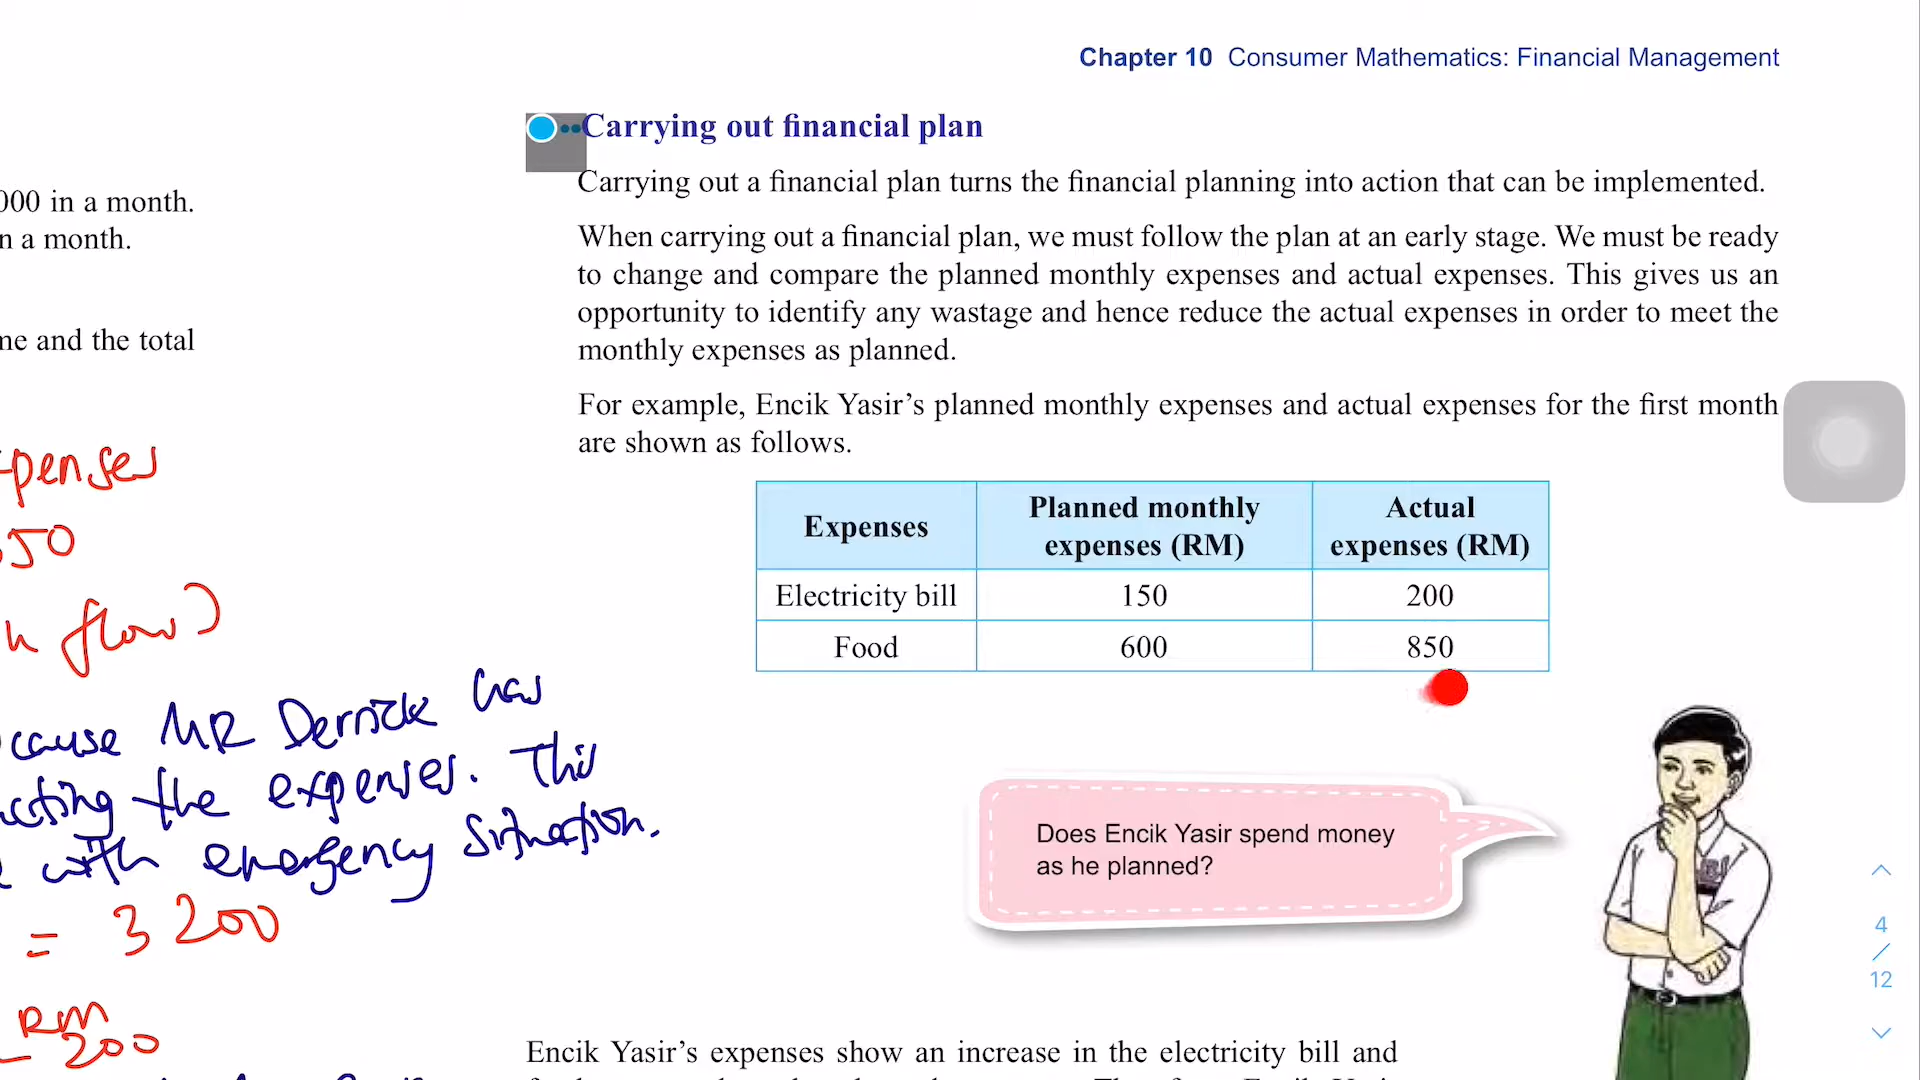 Chapter 10 Consumer Mathematics: Financial Management
Carrying out financial plan
Carrying out a financial plan turns the financial planning into action that can be implemented.
When carrying out a financial plan, we must follow the plan at an early stage. We must be ready
to change and compare the planned monthly expenses and actual expenses. This gives us an
opportunity to identify any wastage and hence reduce the actual expenses in order to meet the
monthly expenses as planned.
For example, Encik Yasir’s planned monthly expenses and actual expenses for the first month
are shown as follows.
Expenses
Planned monthly
expenses (RM)
Actual
expenses (RM)
Electricity bill 150 200
Food 600 850
Does Encik Yasir spend money
as he planned?
Encik Yasir’s expenses show an increase in the electricity bill and
000 in a month.
n a month.
me and the total
penses
50
flow)
cause MR Derrick has
the expenses. This
with emergency situation.
= 3 200
RM
200
4
/
12